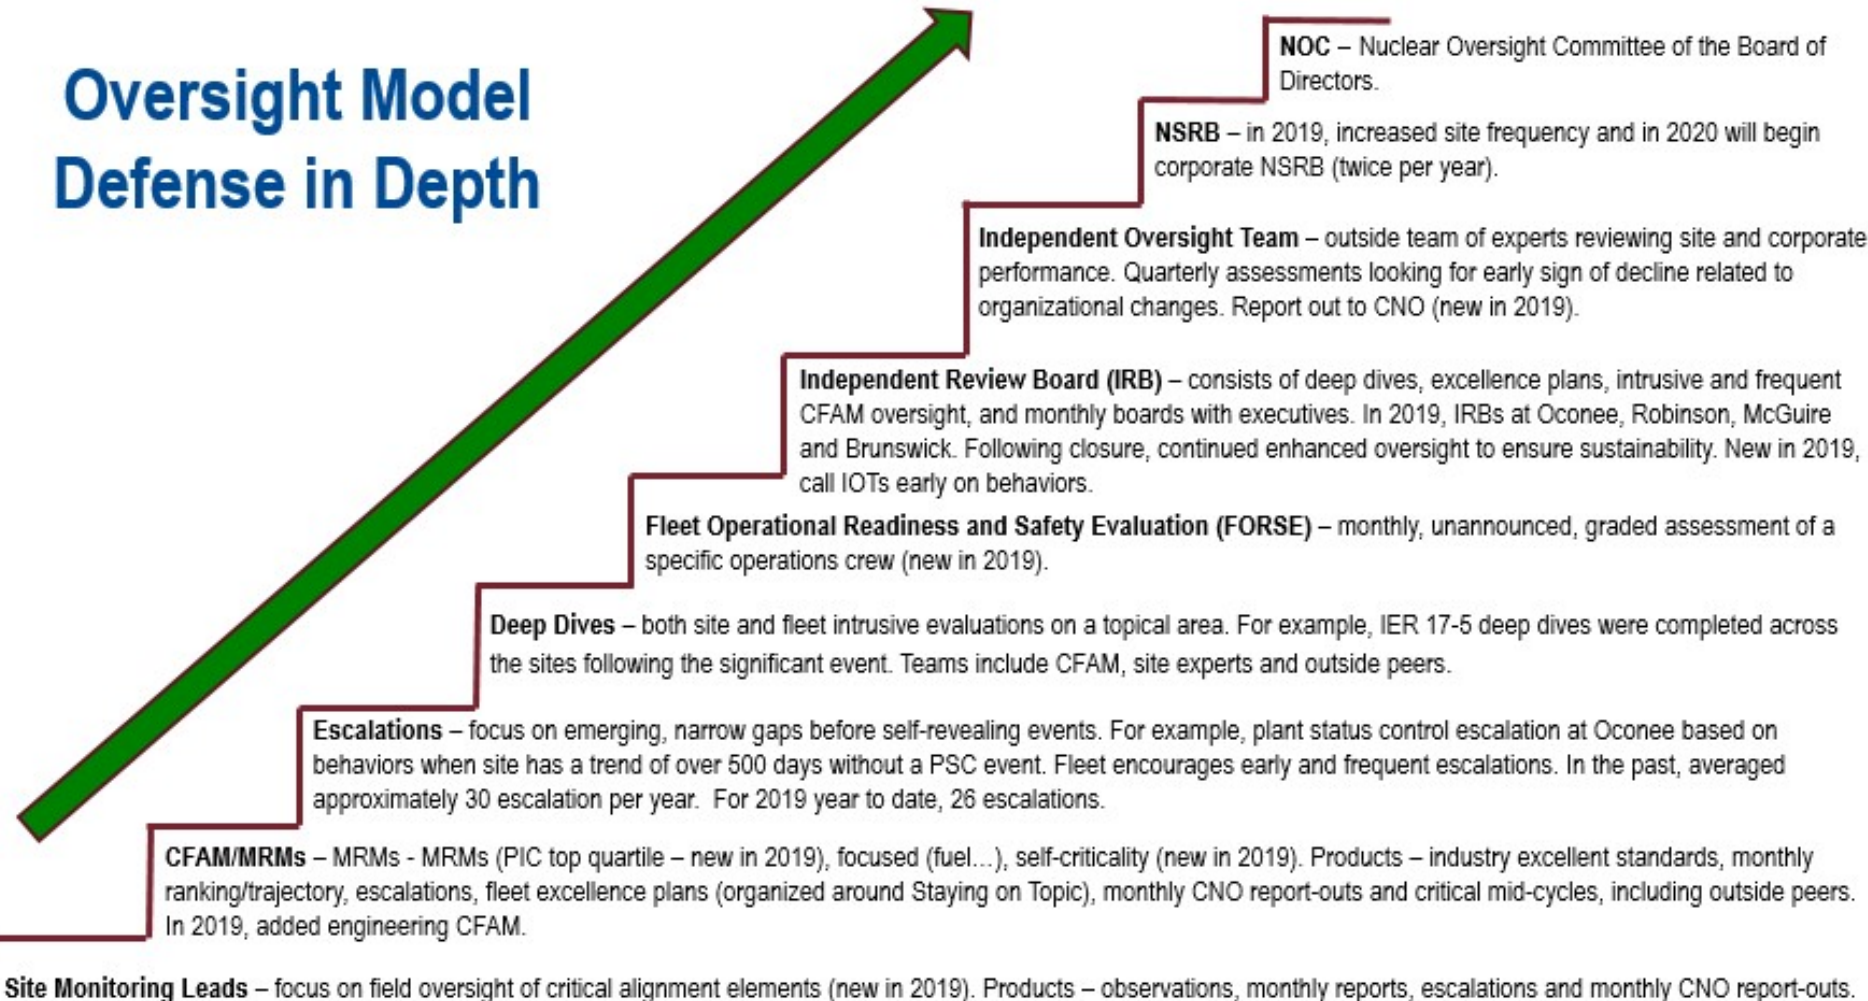 Oversight Model
Defense in Depth
NOC – Nuclear Oversight Committee of the Board of
Directors.
NSRB – in 2019, increased site frequency and in 2020 will begin
corporate NSRB (twice per year).
Independent Oversight Team – outside team of experts reviewing site and corporate
performance. Quarterly assessments looking for early sign of decline related to
organizational changes. Report out to CNO (new in 2019).
Independent Review Board (IRB) – consists of deep dives, excellence plans, intrusive and frequent
CFAM oversight, and monthly boards with executives. In 2019, IRBs at Oconee, Robinson, McGuire
and Brunswick. Following closure, continued enhanced oversight to ensure sustainability. New in 2019,
call IOTs early on behaviors.
Fleet Operational Readiness and Safety Evaluation (FORSE) – monthly, unannounced, graded assessment of a
specific operations crew (new in 2019).
Deep Dives – both site and fleet intrusive evaluations on a topical area. For example, IER 17-5 deep dives were completed across
the sites following the significant event. Teams include CFAM, site experts and outside peers.
Escalations – focus on emerging, narrow gaps before self-revealing events. For example, plant status control escalation at Oconee based on
behaviors when site has a trend of over 500 days without a PSC event. Fleet encourages early and frequent escalations. In the past, averaged
approximately 30 escalation per year. For 2019 year to date, 26 escalations.
CFAM/MRMs – MRMs - MRMs (PIC top quartile – new in 2019), focused (fuel...), self-criticality (new in 2019). Products – industry excellent standards, monthly
ranking/trajectory, escalations, fleet excellence plans (organized around Staying on Topic), monthly CNO report-outs and critical mid-cycles, including outside peers.
In 2019, added engineering CFAM.
Site Monitoring Leads – focus on field oversight of critical alignment elements (new in 2019). Products – observations, monthly reports, escalations and monthly CNO report-outs.